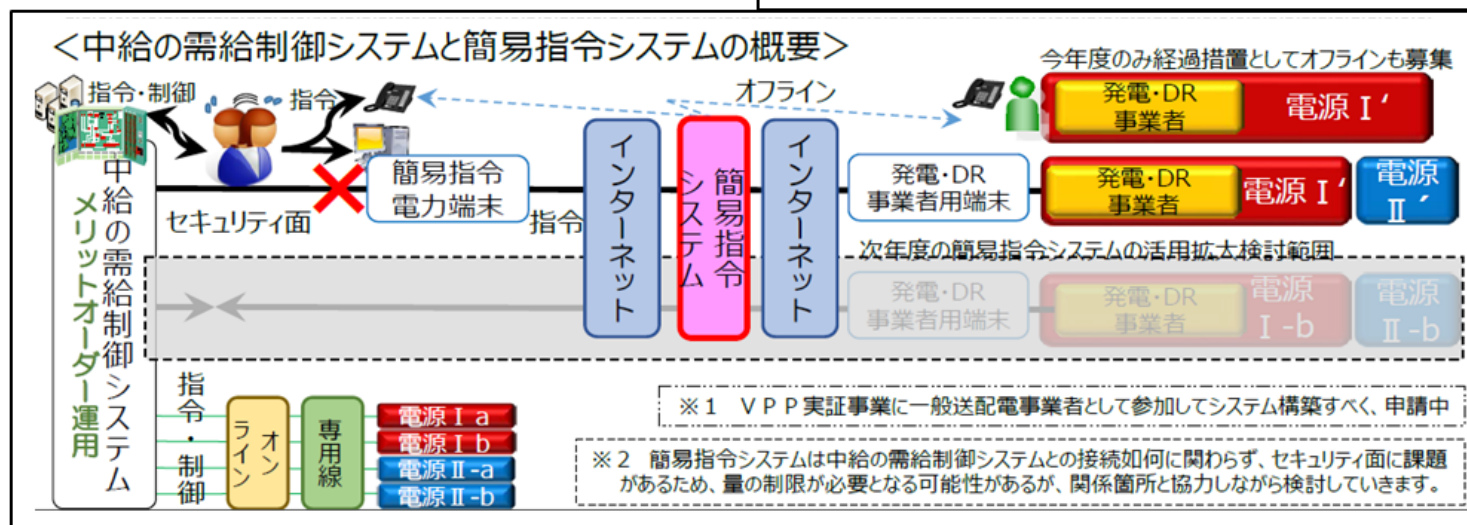 ＜中給の需給制御システムと簡易指令システムの概要＞
今年度のみ経過措置としてオフラインも募集
指令・制御
指令
オフライン
発電・DR
事業者
電源Ⅰ‘
中給の需給制御システム
メリットオーダー運用
セキュリティ面
簡易指令
電力端末
指令
インターネット
簡易指令
システム
インターネット
発電・DR
事業者用端末
発電・DR
事業者
電源Ⅰ‘
電源
Ⅱ´
次年度の簡易指令システムの活用拡大検討範囲
発電・DR
事業者用端末
発電・DR
事業者
電源
Ⅰ-b
電源
Ⅱ-b
指令・制御
オン
ライン
専用線
電源Ⅰa
電源Ⅰb
電源Ⅱ-a
電源Ⅱ-b
※１　ＶＰＰ実証事業に一般送配電事業者として参加してシステム構築すべく、申請中
※２　簡易指令システムは中給の需給制御システムとの接続如何に関わらず、セキュリティ面に課題
があるため、量の制限が必要となる可能性があるが、関係箇所と協力しながら検討していきます。